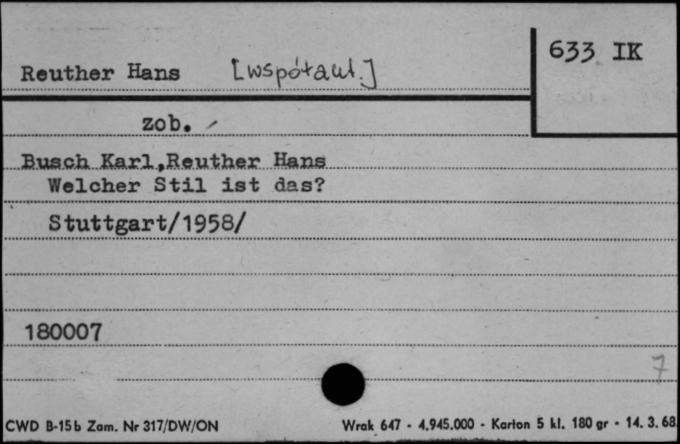 633 IK
Reuther Hans [współaut.]
zob.
Busch Karl,Reuther Hans
Welcher Stil ist das?
Stuttgart/1958/
180007
7
CWD B-15b Zam. Nr 317/DW/ON Wrak 647 - 4.945.000 - Karton 5 kl. 180 gr - 14. 3. 68